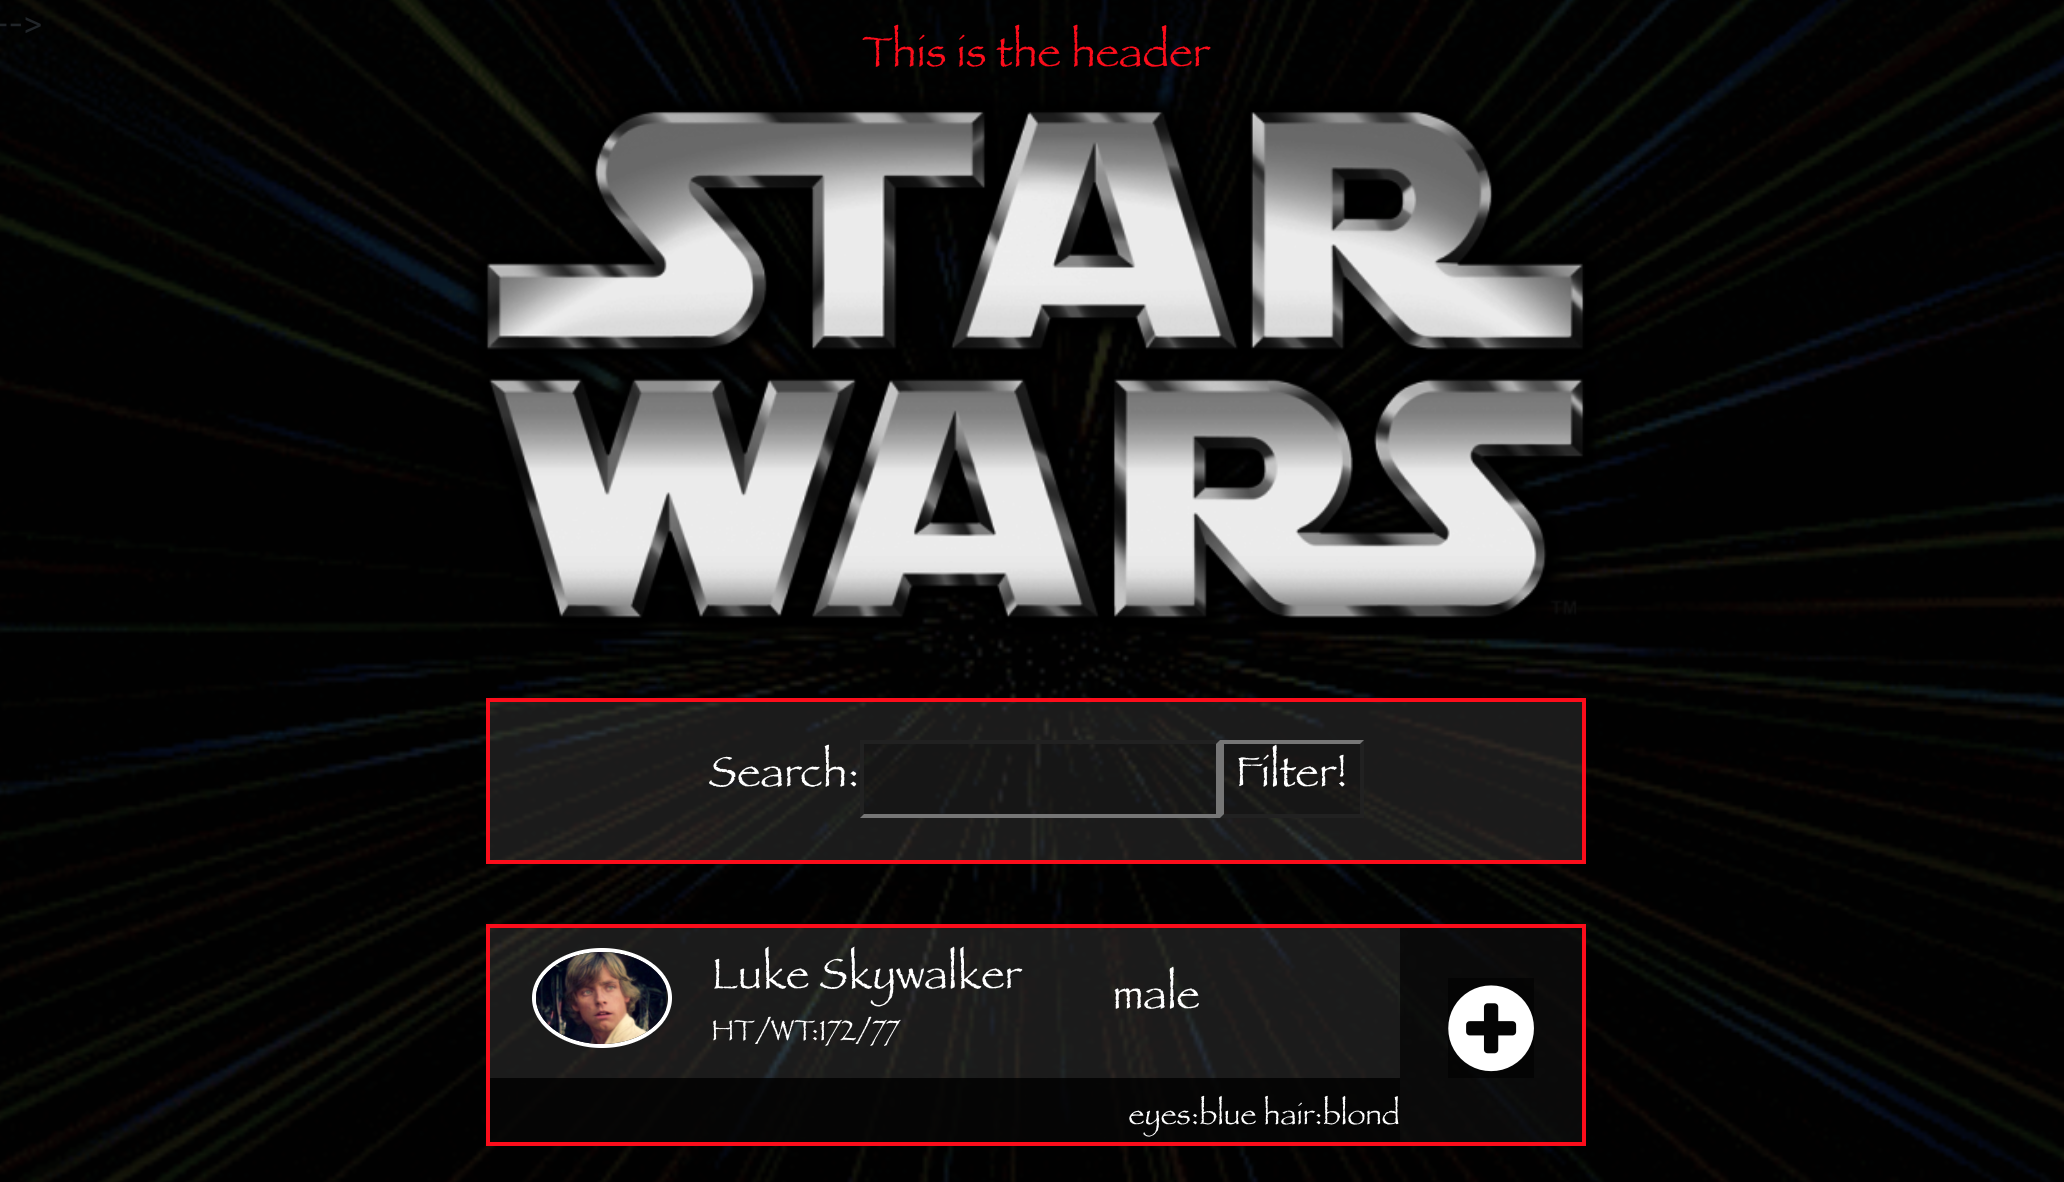 -->
This is the header
STAR
WARS
TM
Search:
Filter!
Luke Skywalker
male
HT/WT:172/77
eyes:blue hair:blond